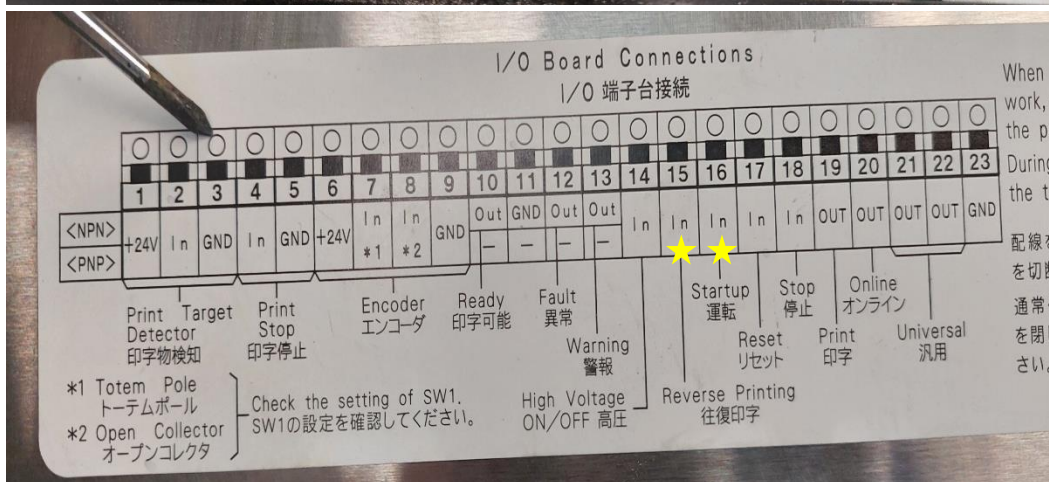 I/O Board Connections
I/O 端子台接続
1 2 3 4 5 6 7 8 9 10 11 12 13 14 15 16 17 18 19 20 21 22 23
<NPN>
<PNP>
+24V In GND In GND +24V In *1 In *2 GND Out GND Out Out In In In In In OUT OUT OUT OUT GND
– – – –
Print Target Detector
印字物検知
Print Stop
印字停止
Encoder
エンコーダ
Ready
印字可能
Fault
異常
Warning
警報
High Voltage
ON/OFF 高圧
Reverse Printing
往復印字
Startup
運転
Reset
リセット
Stop
停止
Print
印字
Online
オンライン
Universal
汎用
*1 Totem Pole
トーテムポール
*2 Open Collector
オープンコレクタ
Check the setting of SW1.
SW1の設定を確認してください。
When
work,
the p
During
the t
配線を
を切断
通常
を閉
さい。